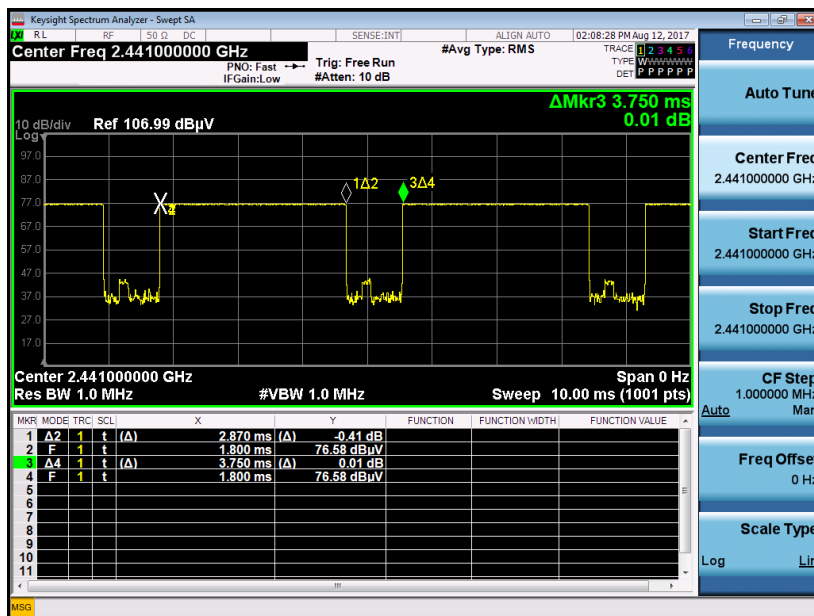 Keysight Spectrum Analyzer - Swept SA
LXI RL RF 50 Ω DC SENSE:INT ALIGN AUTO 02:08:28 PM Aug 12, 2017
Center Freq 2.441000000 GHz
PNO: Fast
IFGain:Low
Trig: Free Run
#Atten: 10 dB
#Avg Type: RMS
TRACE 1 2 3 4 5 6
TYPE W W W W W W
DET P P P P P P
Frequency
ΔMkr3 3.750 ms
0.01 dB
10 dB/div Ref 106.99 dBµV
Log
97.0
87.0
77.0
67.0
57.0
47.0
37.0
27.0
17.0
1Δ2
3Δ4
Center 2.441000000 GHz Span 0 Hz
Res BW 1.0 MHz #VBW 1.0 MHz Sweep 10.00 ms (1001 pts)
MKR MODE TRC SCL X Y FUNCTION FUNCTION WIDTH FUNCTION VALUE
1 Δ2 1 t (Δ) 2.870 ms (Δ) -0.41 dB
2 F 1 t 1.800 ms 76.58 dBµV
3 Δ4 1 t (Δ) 3.750 ms (Δ) 0.01 dB
4 F 1 t 1.800 ms 76.58 dBµV
5
6
7
8
9
10
11
MSG
Auto Tune
Center Freq
2.441000000 GHz
Start Freq
2.441000000 GHz
Stop Freq
2.441000000 GHz
CF Step
1.000000 MHz
Auto Man
Freq Offset
0 Hz
Scale Type
Log Lin